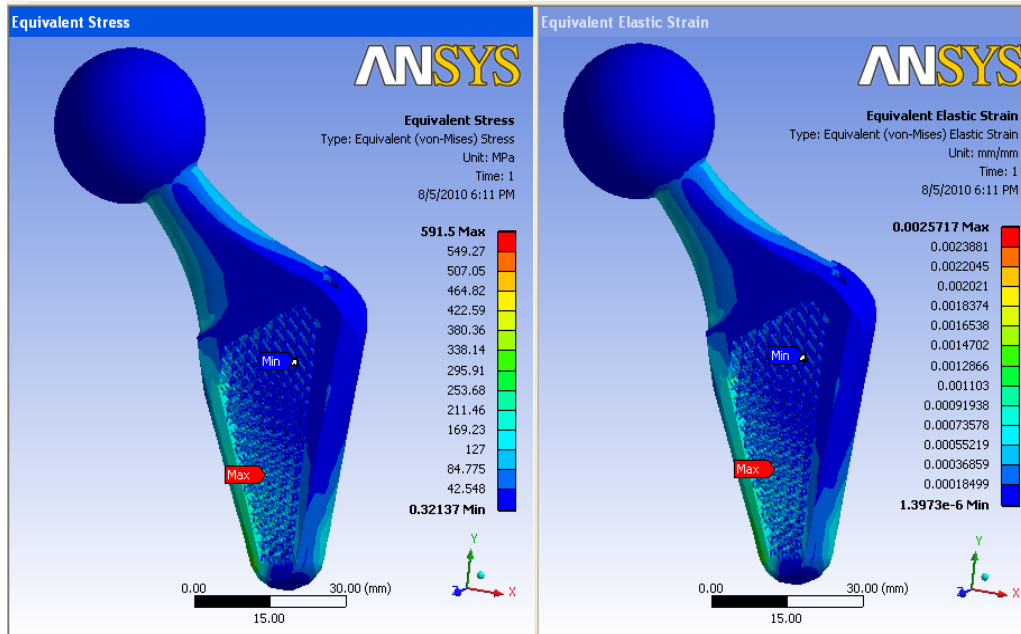 Equivalent Stress
ANSYS
Equivalent Stress
Type: Equivalent (von-Mises) Stress
Unit: MPa
Time: 1
8/5/2010 6:11 PM
591.5 Max
549.27
507.05
464.82
422.59
380.36
338.14
295.91
253.68
211.46
169.23
127
84.775
42.548
0.32137 Min
Min
Max
0.00
30.00 (mm)
15.00
Y
Z
X
Equivalent Elastic Strain
ANSYS
Equivalent Elastic Strain
Type: Equivalent (von-Mises) Elastic Strain
Unit: mm/mm
Time: 1
8/5/2010 6:11 PM
0.0025717 Max
0.0023881
0.0022045
0.002021
0.0018374
0.0016538
0.0014702
0.0012866
0.001103
0.00091938
0.00073578
0.00055219
0.00036859
0.00018499
1.3973e-6 Min
Min
Max
0.00
30.00 (mm)
15.00
Y
Z
X